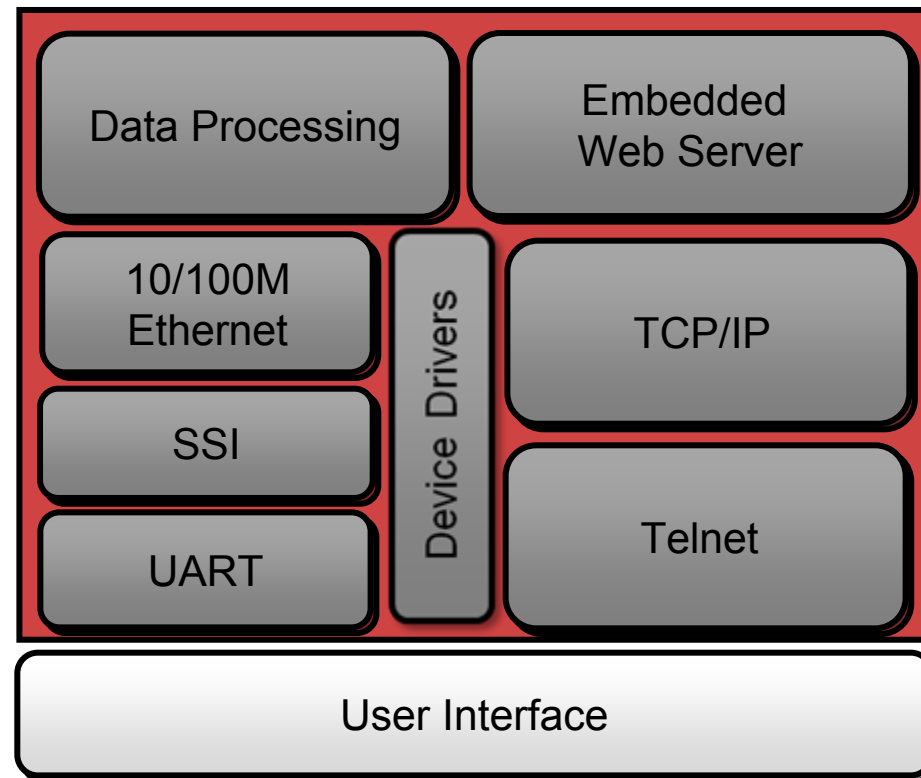 Data Processing
Embedded
Web Server
10/100M
Ethernet
SSI
UART
Device Drivers
TCP/IP
Telnet
User Interface